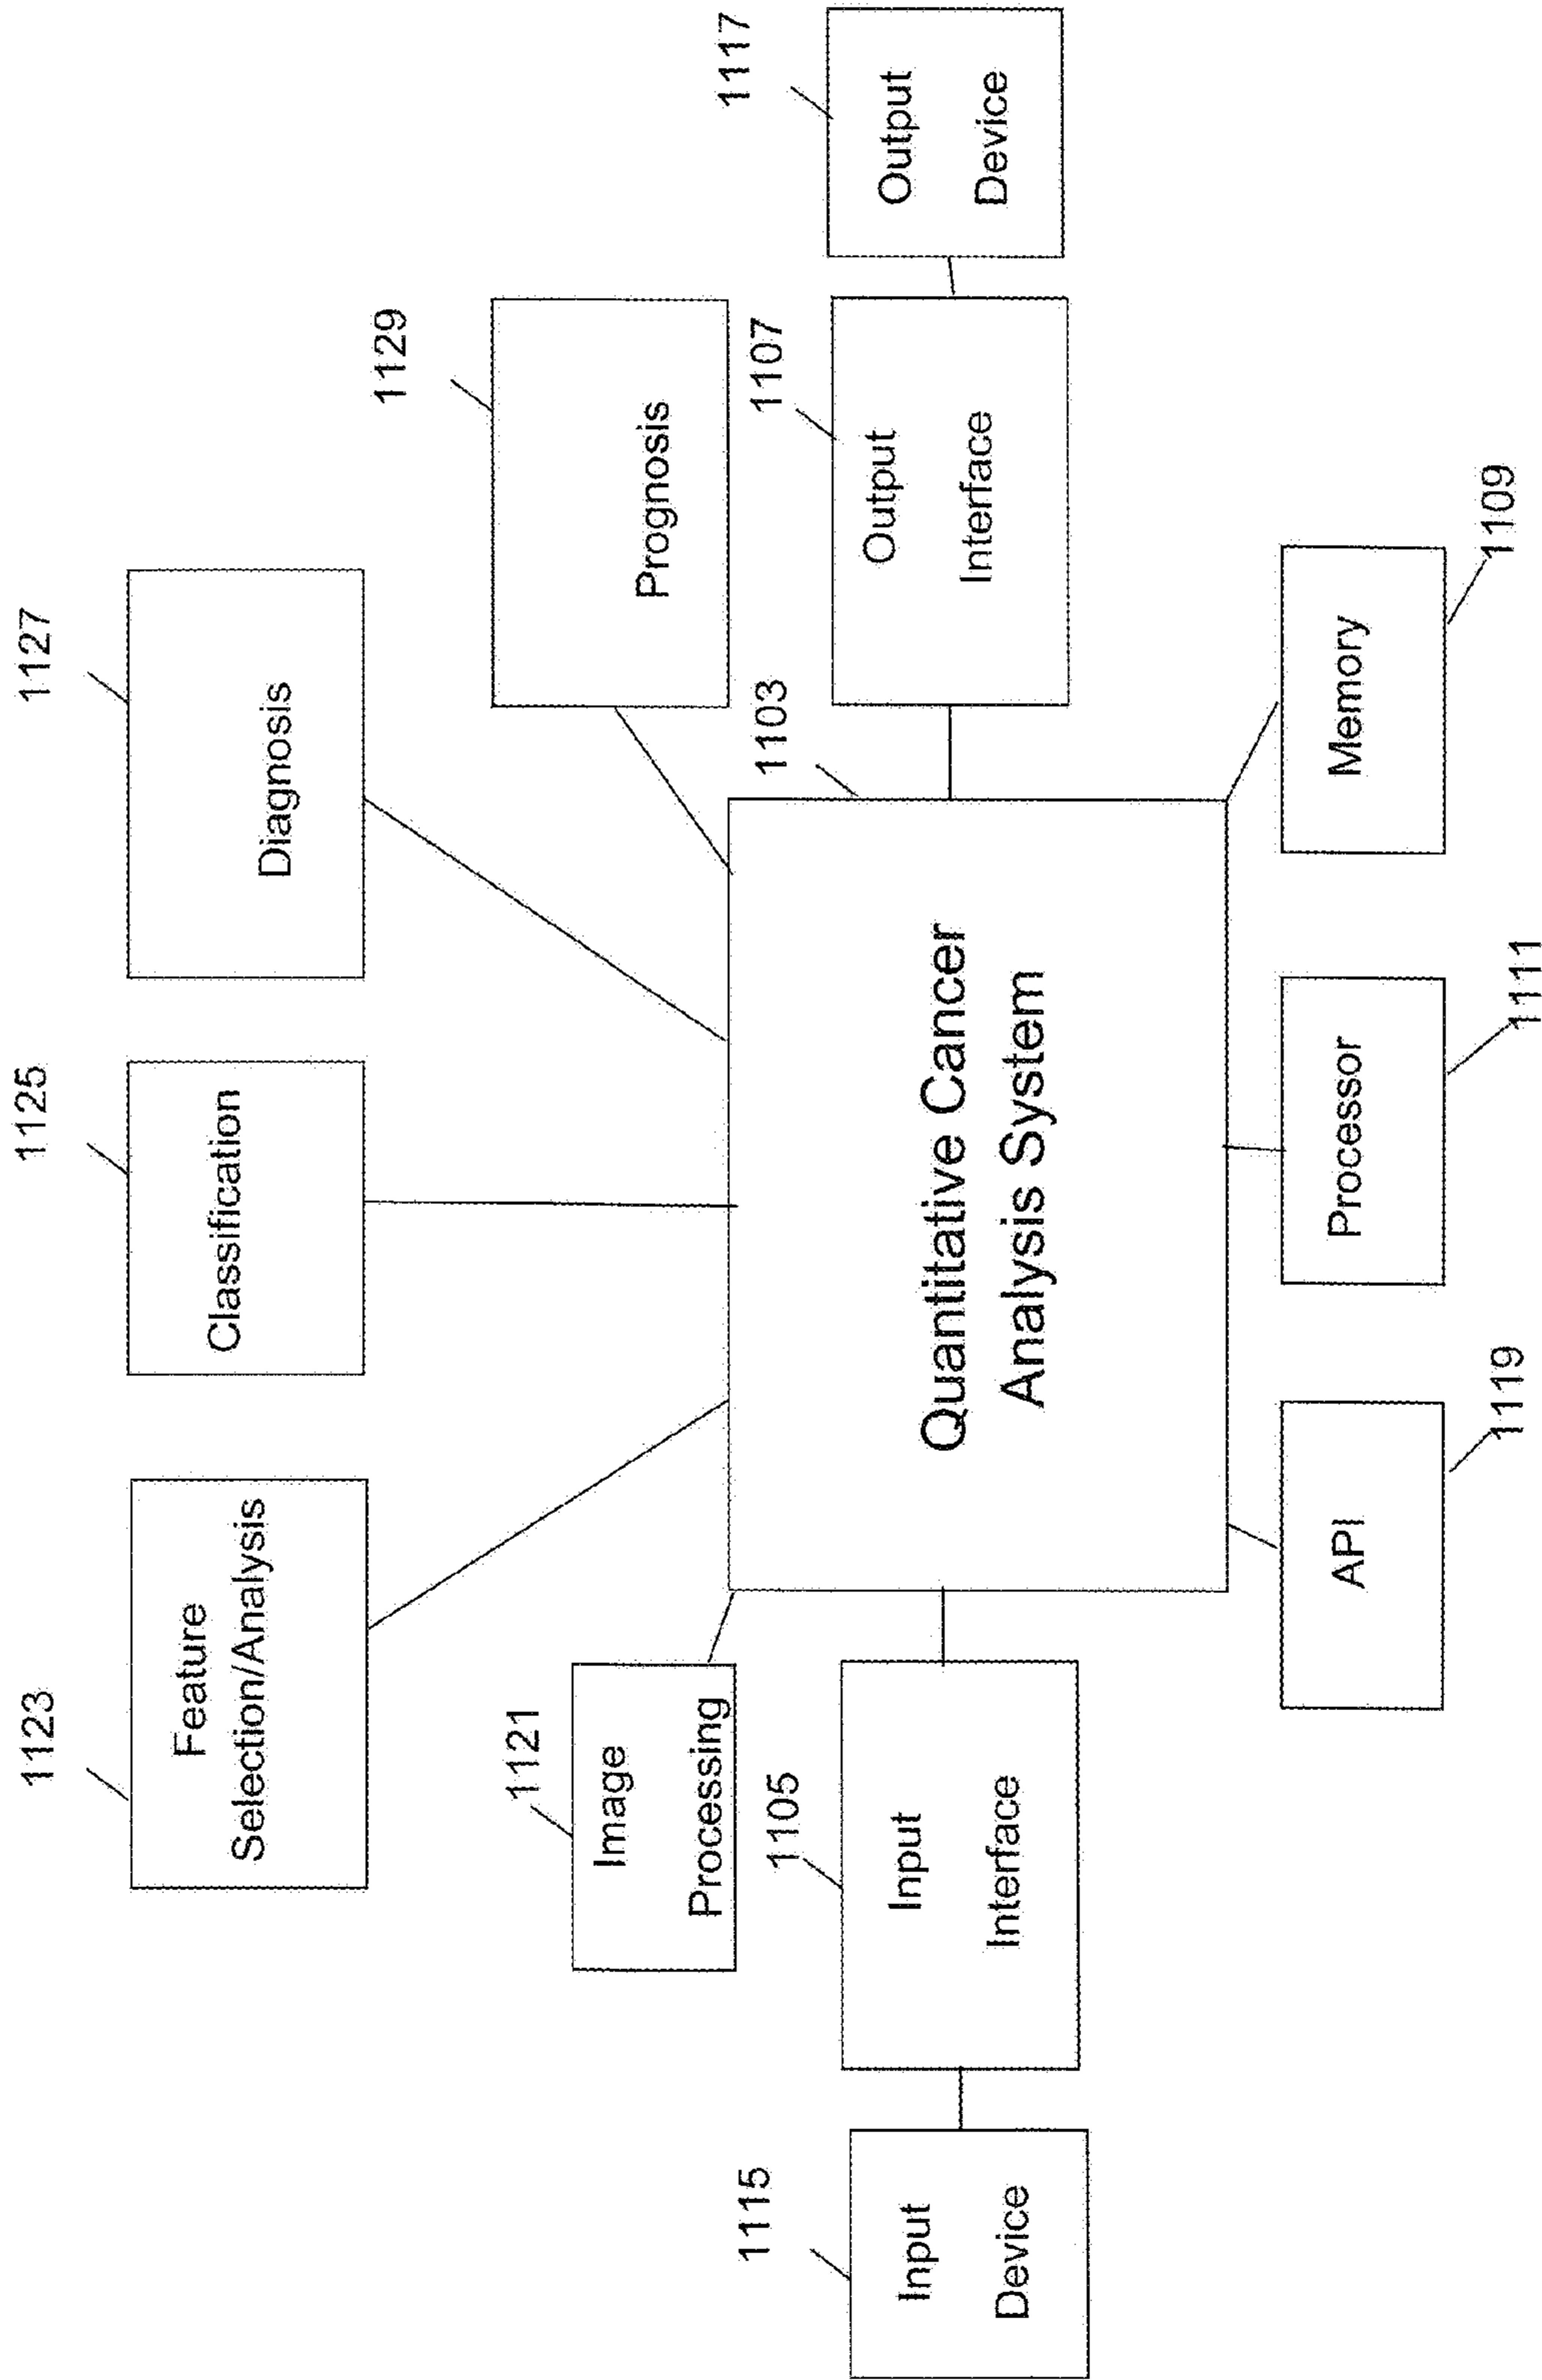 1123
Feature
Selection/Analysis
1125
Classification
1127
Diagnosis
1121
Image
Processing
1129
Prognosis
1115
Input
Device
1105
Input
Interface
1103
Quantitative Cancer
Analysis System
1107
Output
Interface
1117
Output
Device
API
1119
Processor
1111
Memory
1109